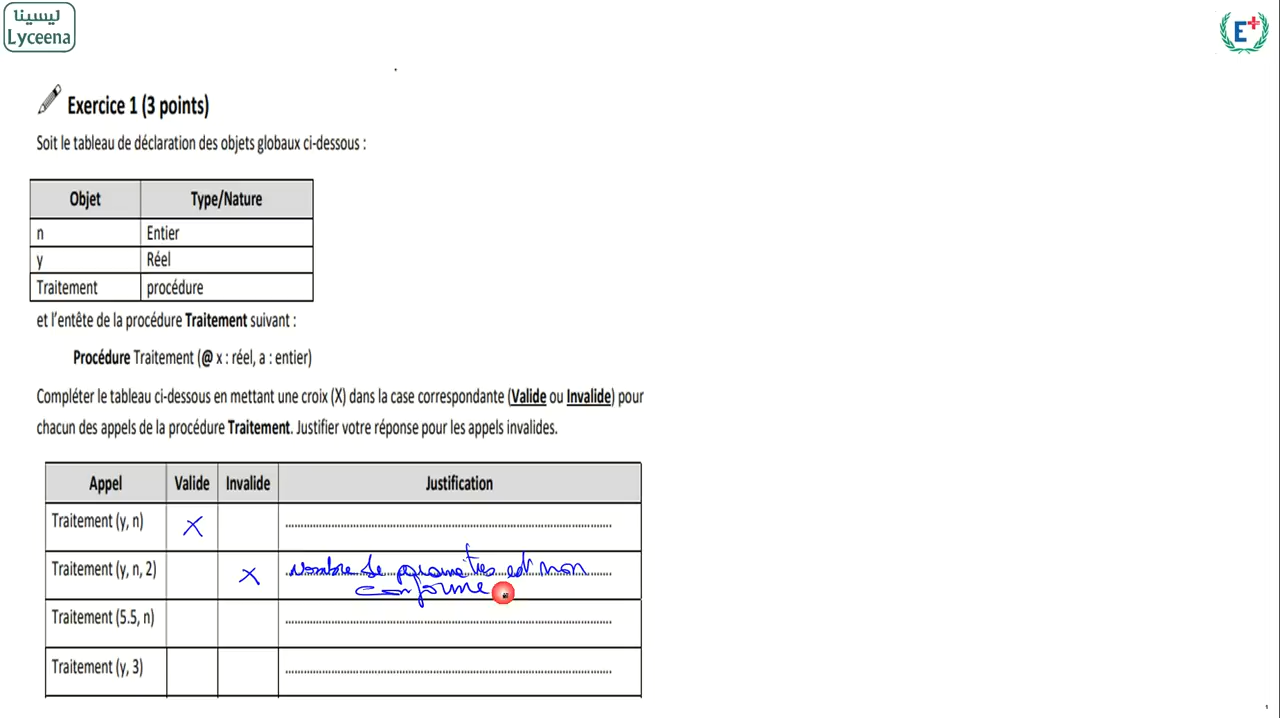 ليسينا
Lyceena
E+
Exercice 1 (3 points)
Soit le tableau de déclaration des objets globaux ci-dessous :
Objet Type/Nature
n Entier
y Réel
Traitement procédure
et l'entête de la procédure Traitement suivant :
Procédure Traitement (@ x : réel, a : entier)
Compléter le tableau ci-dessous en mettant une croix (X) dans la case correspondante (Valide ou Invalide) pour
chacun des appels de la procédure Traitement. Justifier votre réponse pour les appels invalides.
Appel Valide Invalide Justification
Traitement (y, n) X
Traitement (y, n, 2) X Nombre de paramètres est non
conforme
Traitement (5.5, n)
Traitement (y, 3)